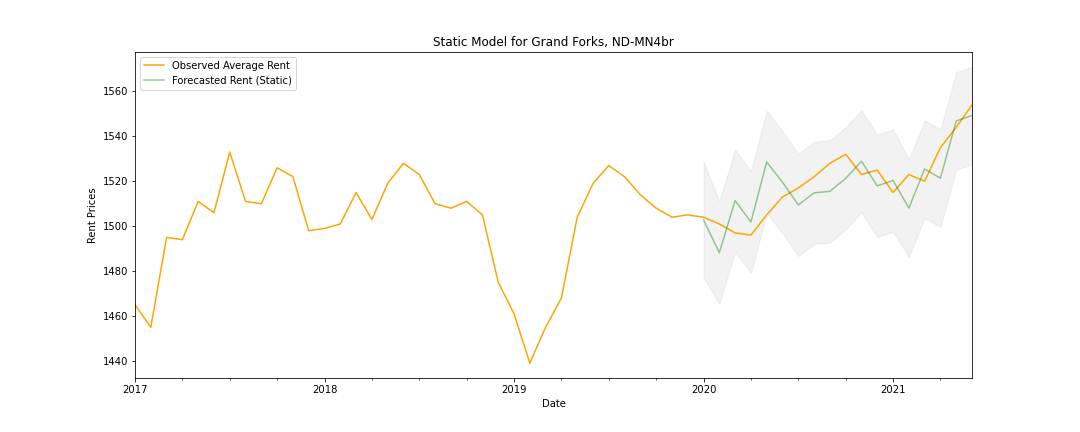 Static Model for Grand Forks, ND-MN4br
Observed Average Rent
Forecasted Rent (Static)
Rent Prices
1560
1540
1520
1500
1480
1460
1440
2017
2018
2019
2020
2021
Date